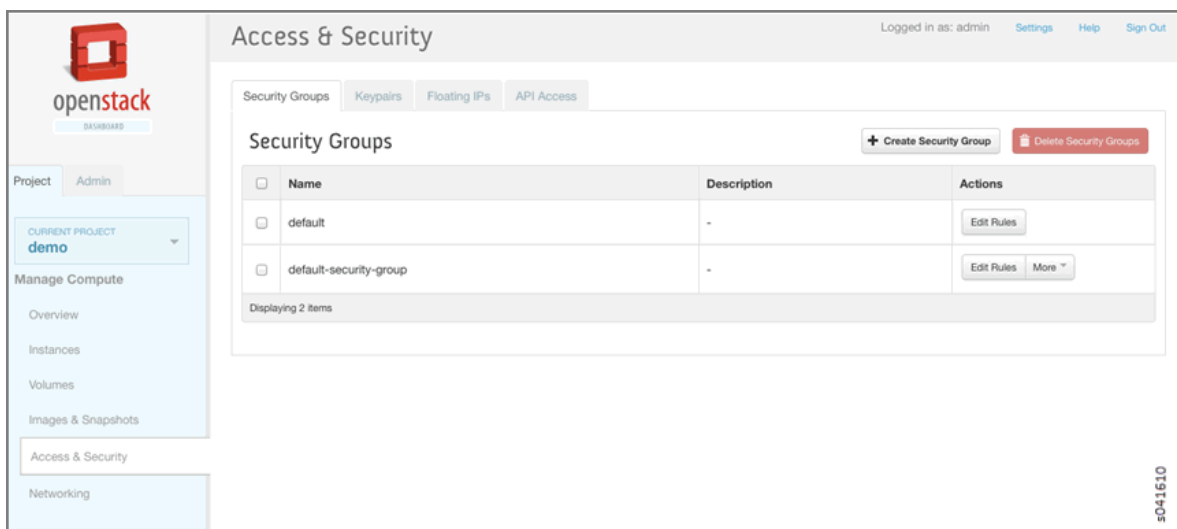 openstack
DASHBOARD
Project Admin
CURRENT PROJECT
demo
Manage Compute
Overview
Instances
Volumes
Images & Snapshots
Access & Security
Networking
Access & Security
Logged in as: admin Settings Help Sign Out
Security Groups Keypairs Floating IPs API Access
Security Groups
Create Security Group Delete Security Groups
Name Description Actions
default - Edit Rules
default-security-group - Edit Rules More
Displaying 2 items
s041610